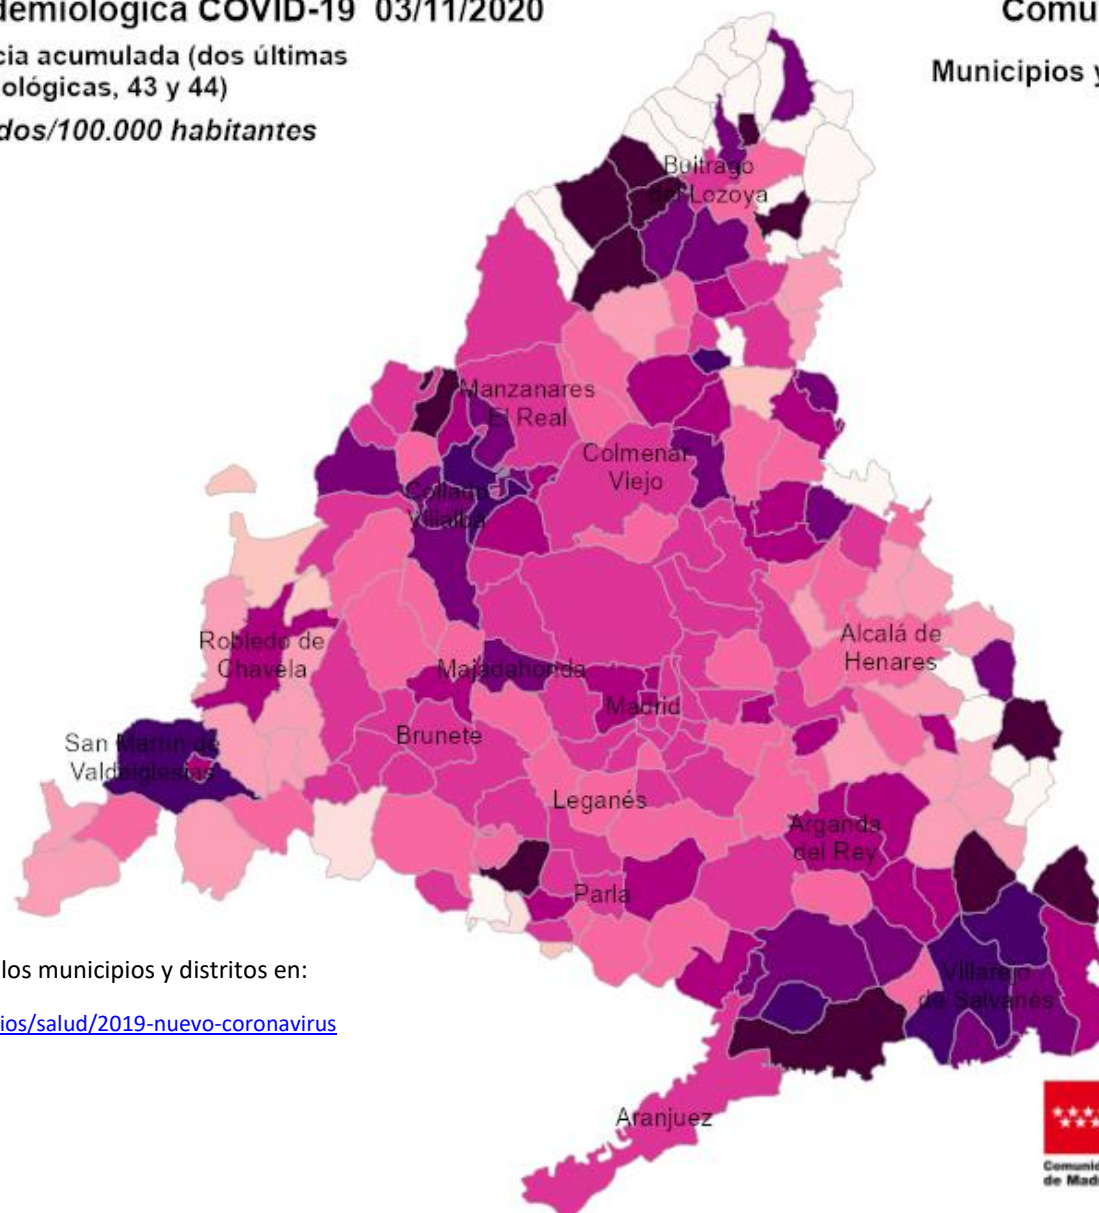 demiológica COVID-19 03/11/2020
Comu
cia acumulada (dos últimas
ológicas, 43 y 44)
Municipios y
dos/100.000 habitantes
Buitrago
del Lozoya
Manzanares
El Real
Colmenar
Viejo
Collado
Villalba
Robledo de
Chavela
Alcalá de
Henares
Majadahonda
Madrid
Brunete
San Martín de
Valdeiglesias
Leganés
Arganda
del Rey
Parla
los municipios y distritos en:
Villarejo
de Salvanés
ios/salud/2019-nuevo-coronavirus
Aranjuez
Comunid
de Madr